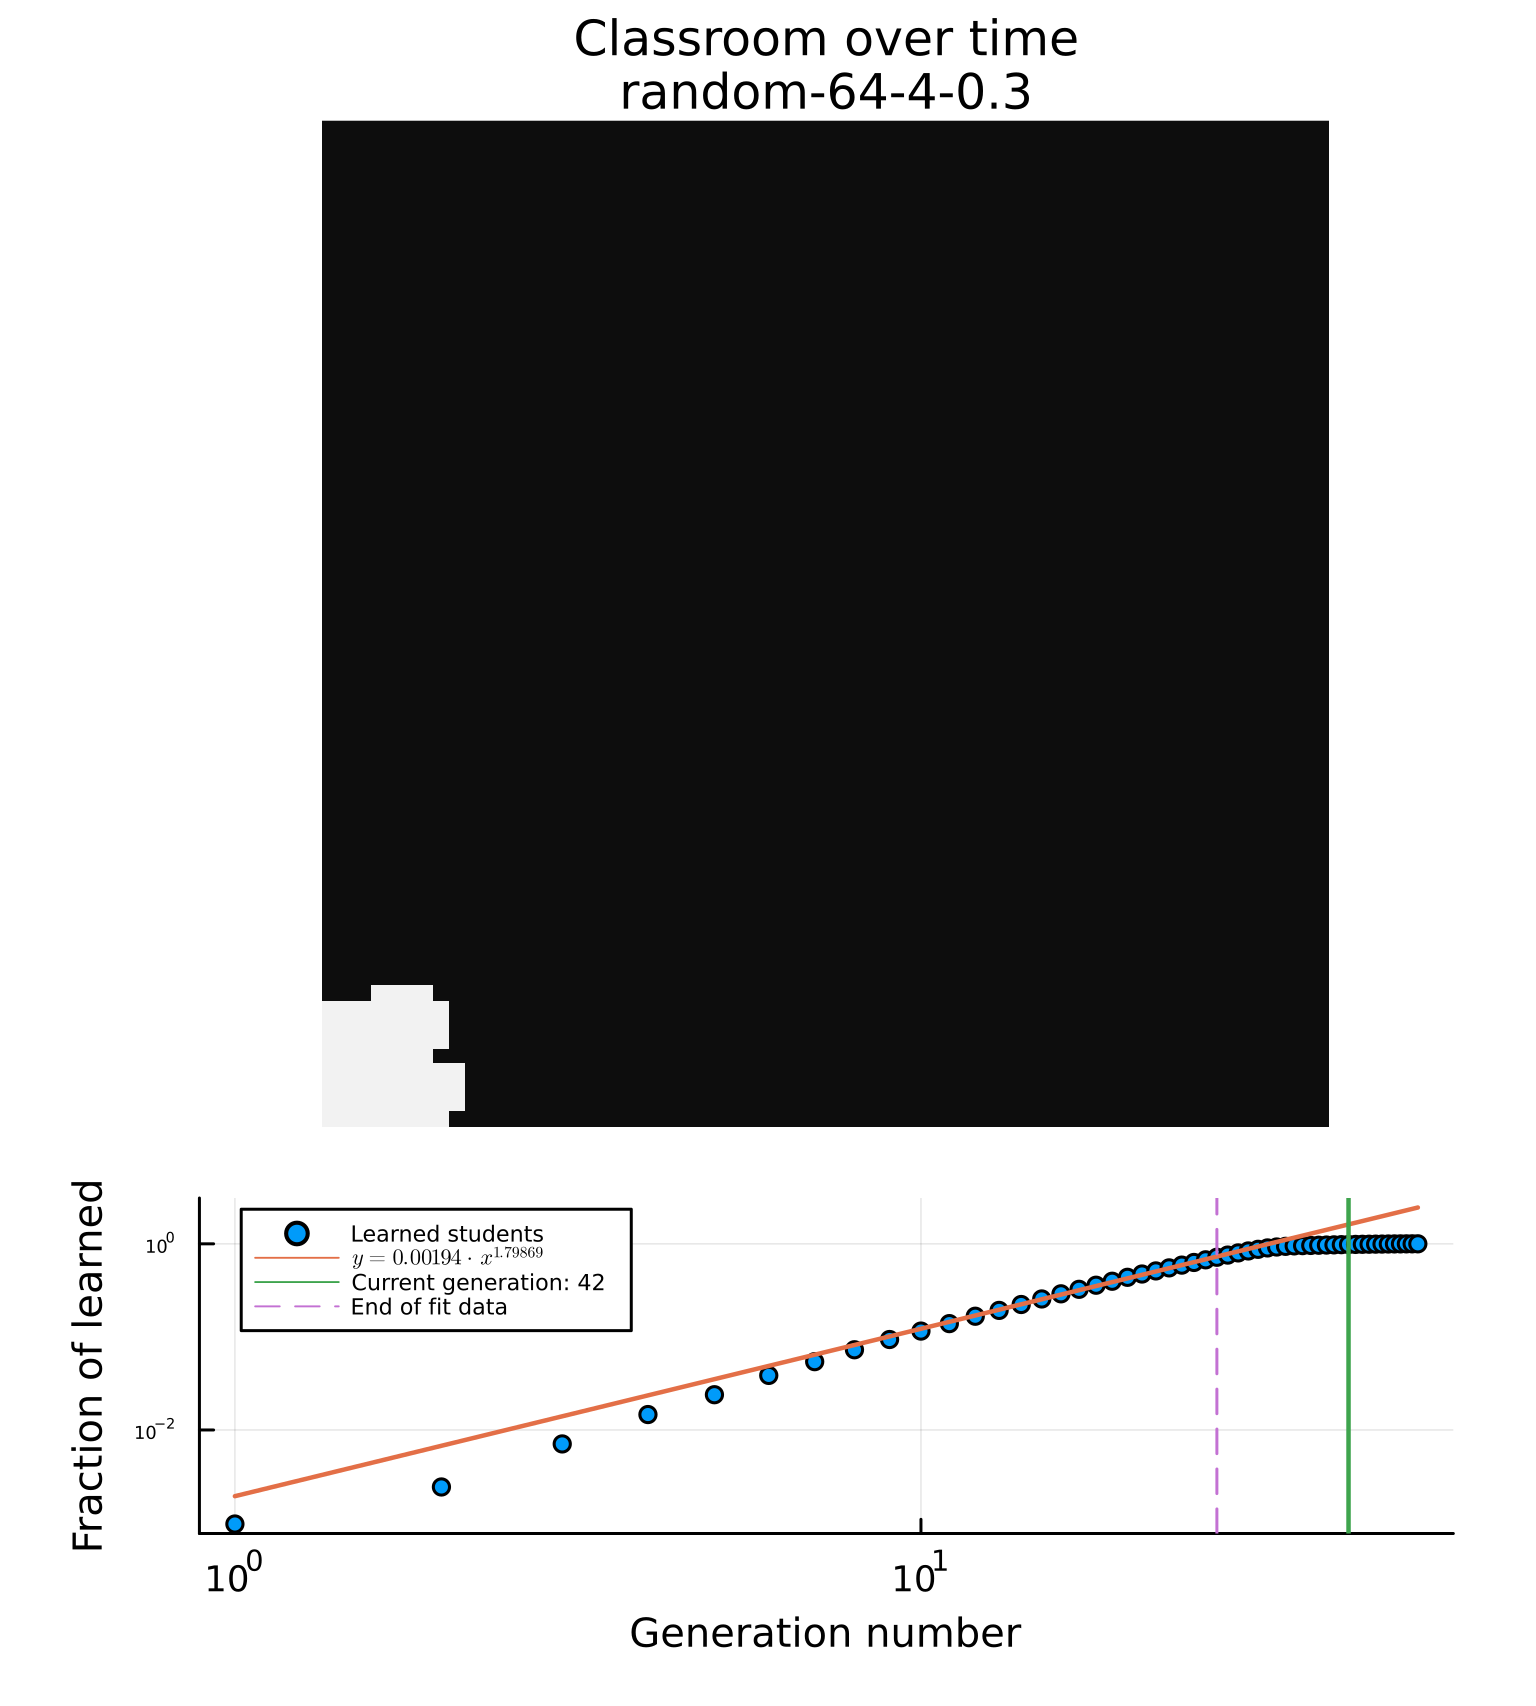 Classroom over time
random-64-4-0.3
Fraction of learned
10^0
10^-2
Learned students
y = 0.00194 · x^1.79869
Current generation: 42
End of fit data
10^0
10^1
Generation number